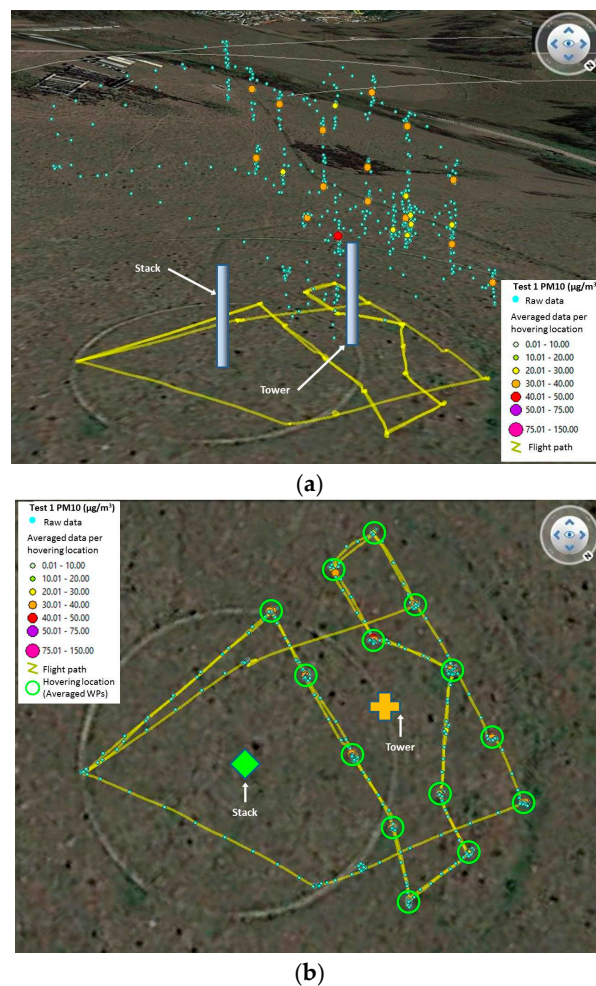 N
Stack
Tower
Test 1 PM10 (µg/m³)
Raw data
Averaged data per
hovering location
0.01 - 10.00
10.01 - 20.00
20.01 - 30.00
30.01 - 40.00
40.01 - 50.00
50.01 - 75.00
75.01 - 150.00
Flight path
(a)
Test 1 PM10 (µg/m³)
Raw data
Averaged data per
hovering location
0.01 - 10.00
10.01 - 20.00
20.01 - 30.00
30.01 - 40.00
40.01 - 50.00
50.01 - 75.00
75.01 - 150.00
Flight path
Hovering location
(Averaged WPs)
N
Tower
Stack
(b)